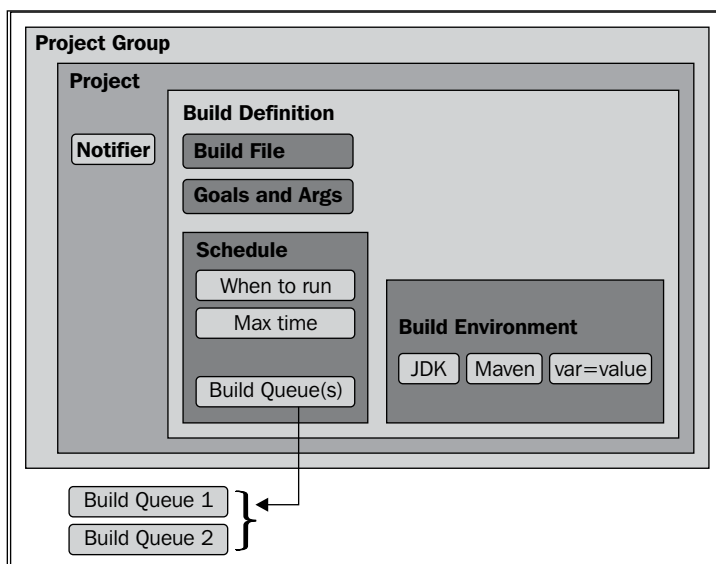 Project Group
Project
Notifier
Build Definition
Build File
Goals and Args
Schedule
When to run
Max time
Build Queue(s)
Build Environment
JDK
Maven
var=value
Build Queue 1
Build Queue 2